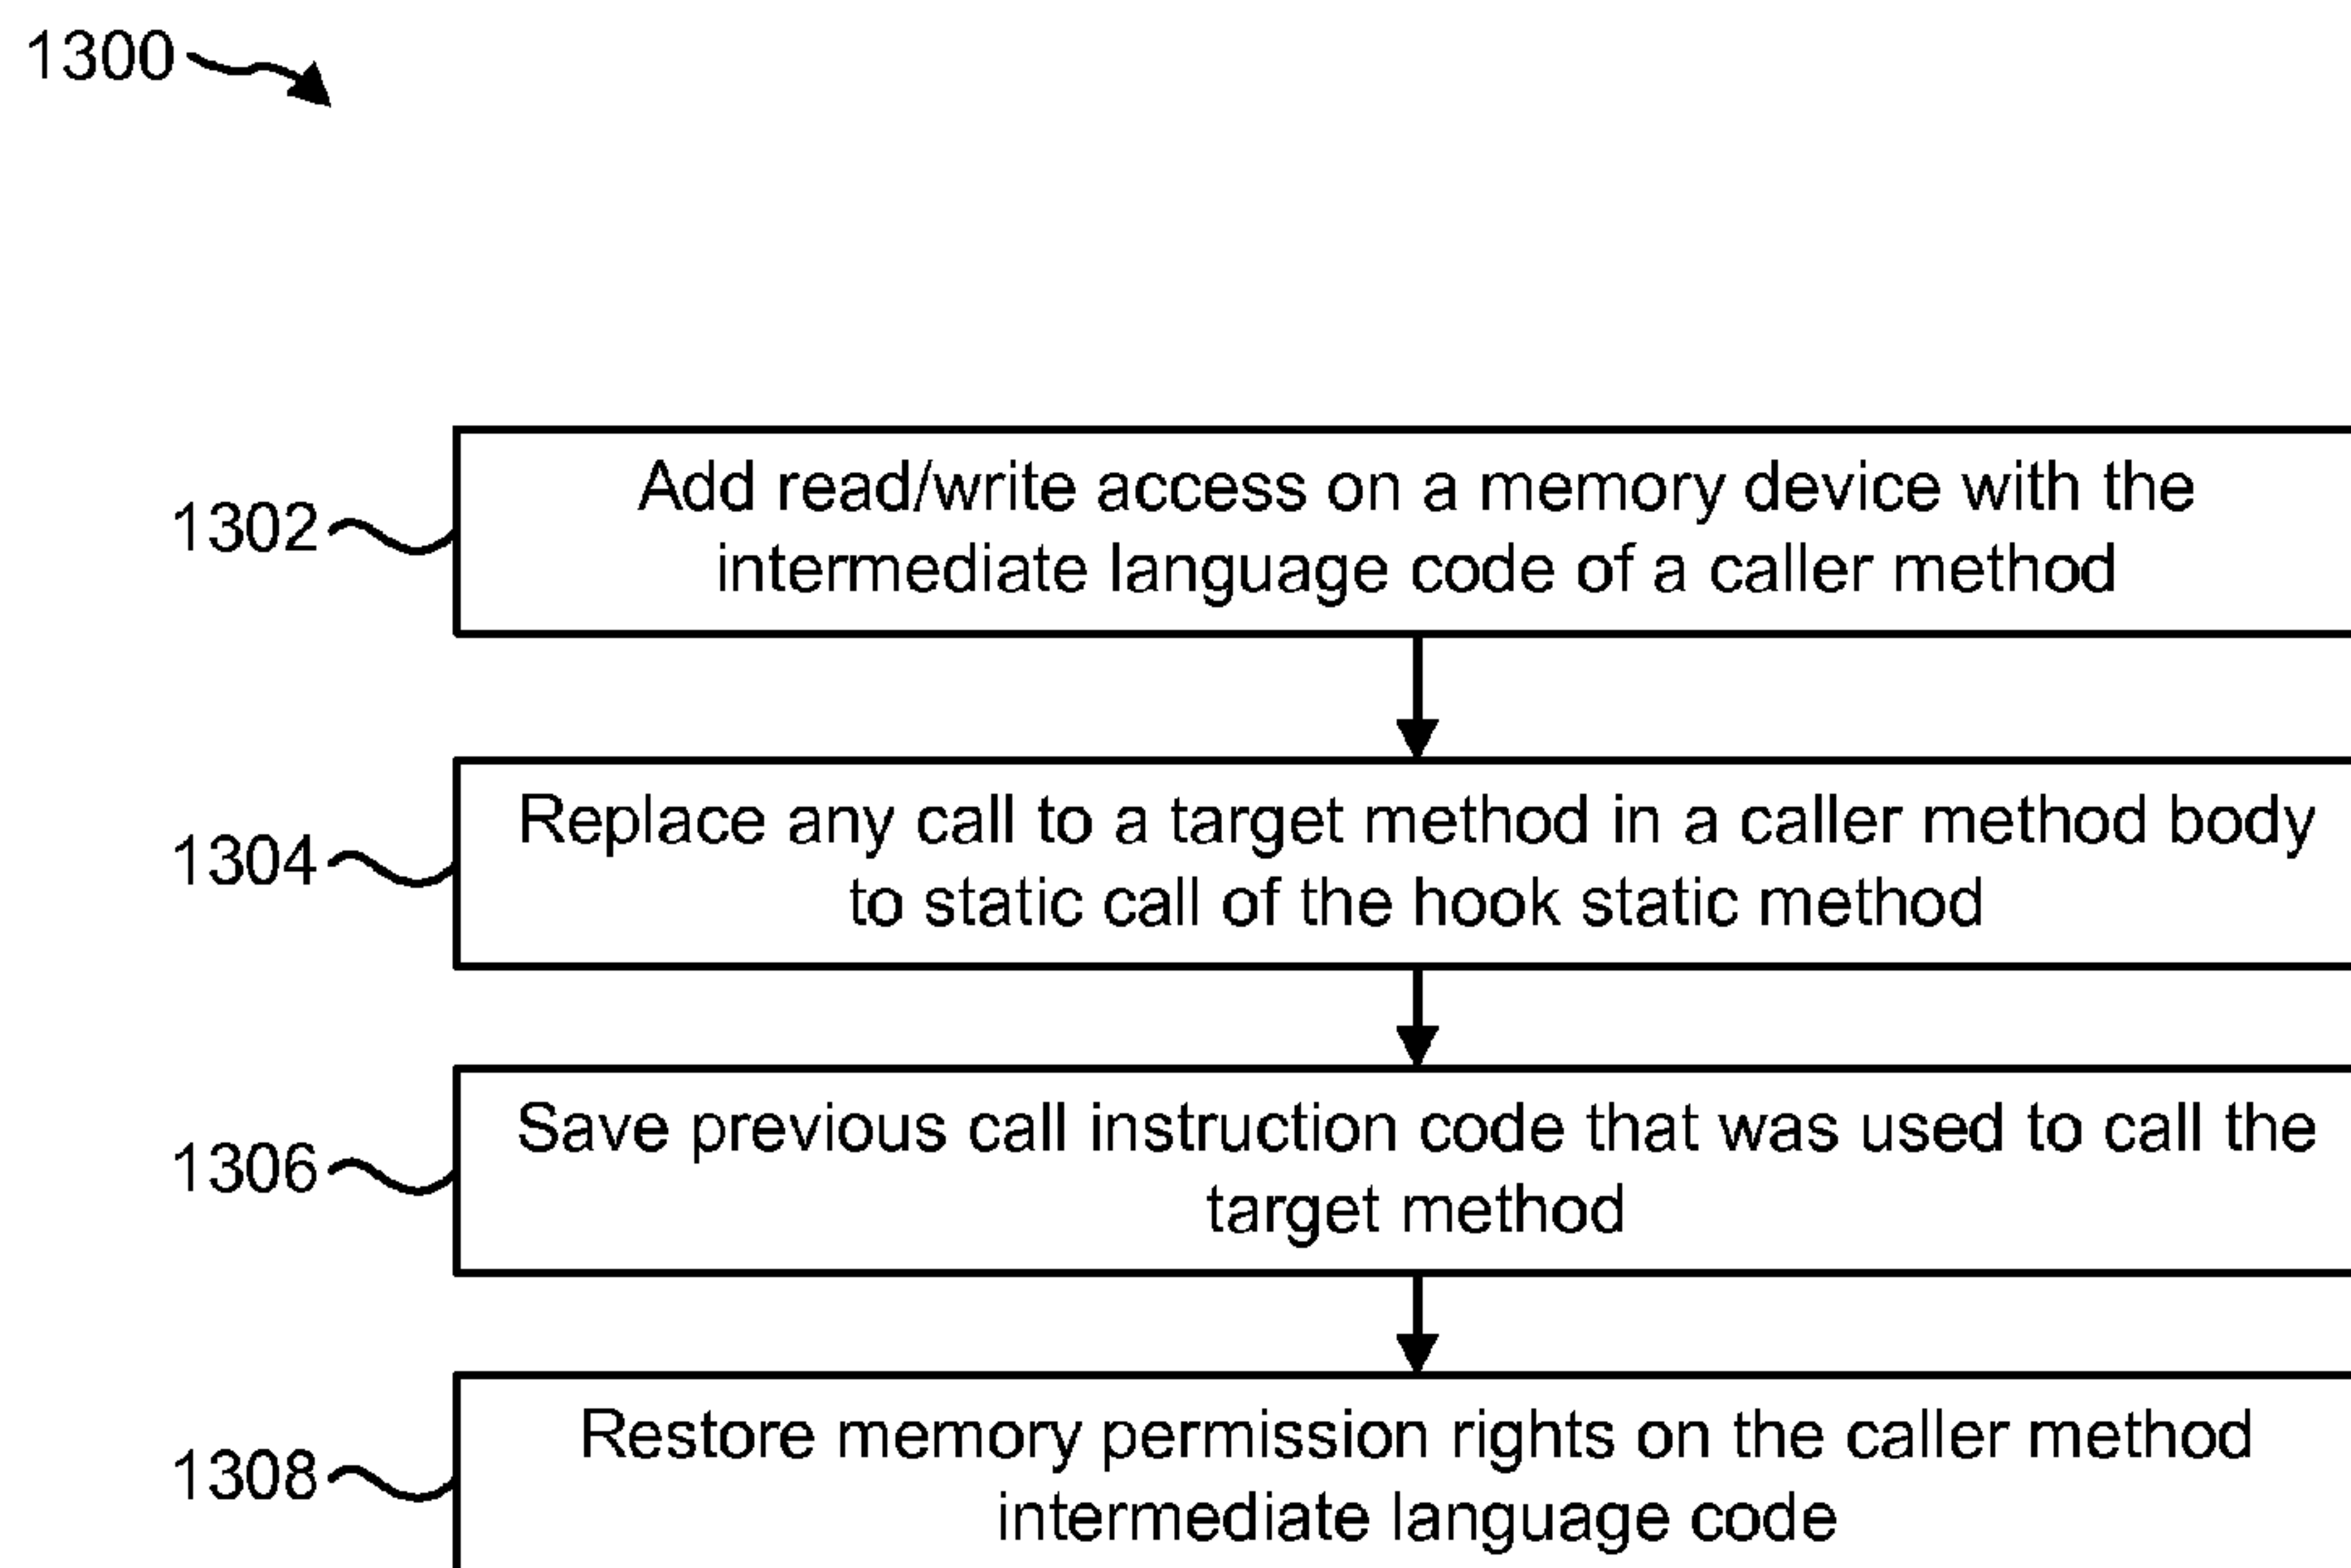 1300
Add read/write access on a memory device with the
1302
intermediate language code of a caller method
Replace any call to a target method in a caller method body
1304
to static call of the hook static method
Save previous call instruction code that was used to call the
1306
target method
Restore memory permission rights on the caller method
1308
intermediate language code